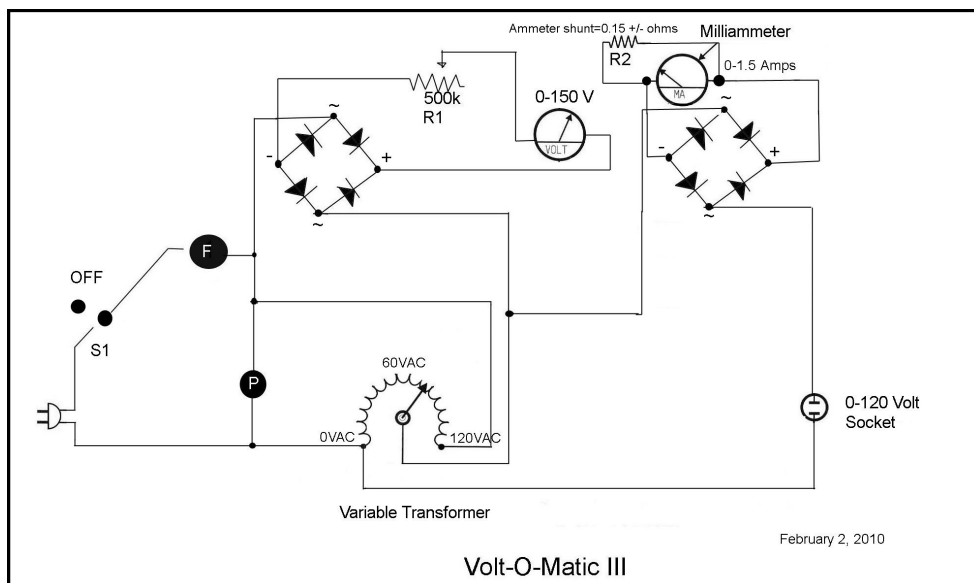 Ammeter shunt=0.15 +/- ohms
Milliammeter
R2
0-1.5 Amps
MA
500k
R1
0-150 V
VOLT
~
-
+
~
~
-
+
~
F
OFF
S1
P
60VAC
0VAC
120VAC
0-120 Volt
Socket
Variable Transformer
February 2, 2010
Volt-O-Matic III